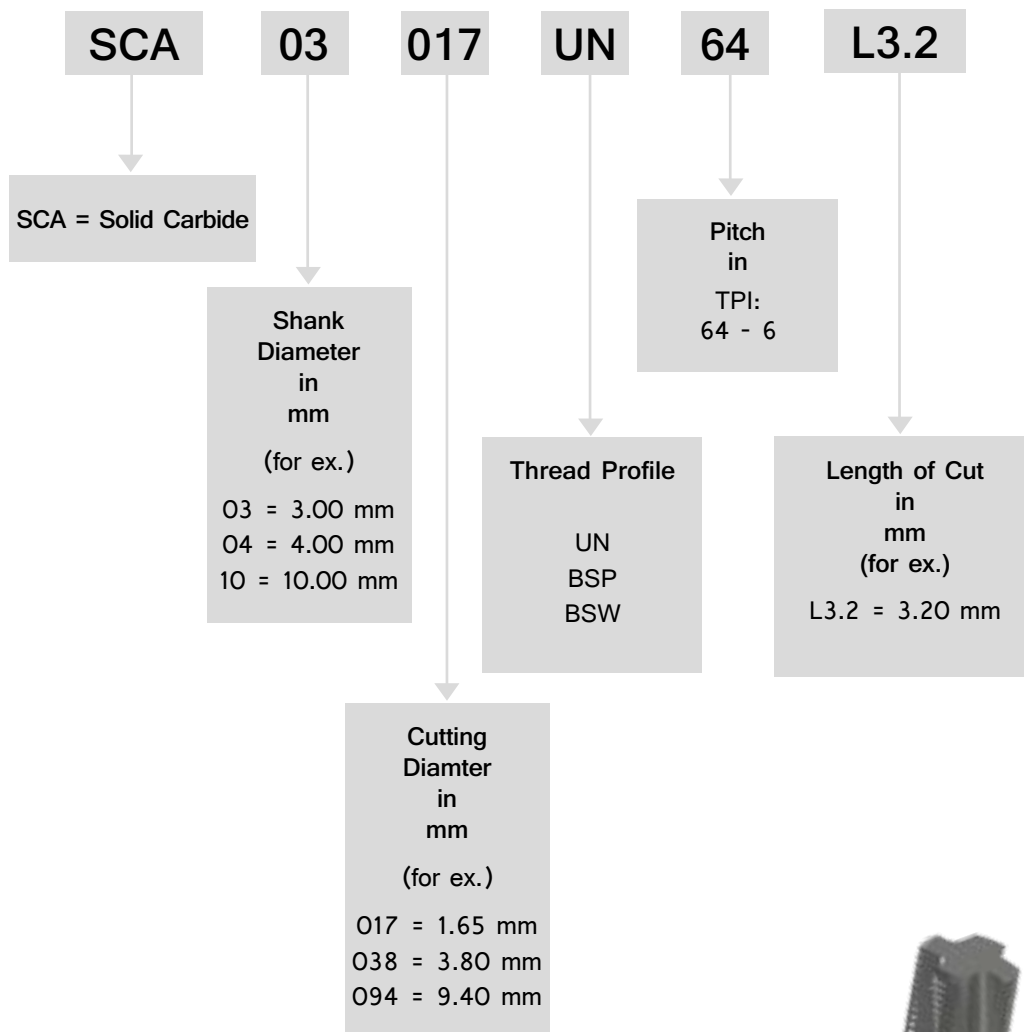 SCA 03 017 UN 64 L3.2
SCA = Solid Carbide
Shank
Diameter
in
mm
(for ex.)
03 = 3.00 mm
04 = 4.00 mm
10 = 10.00 mm
Cutting
Diamter
in
mm
(for ex.)
017 = 1.65 mm
038 = 3.80 mm
094 = 9.40 mm
Thread Profile
UN
BSP
BSW
Pitch
in
TPI:
64 - 6
Length of Cut
in
mm
(for ex.)
L3.2 = 3.20 mm